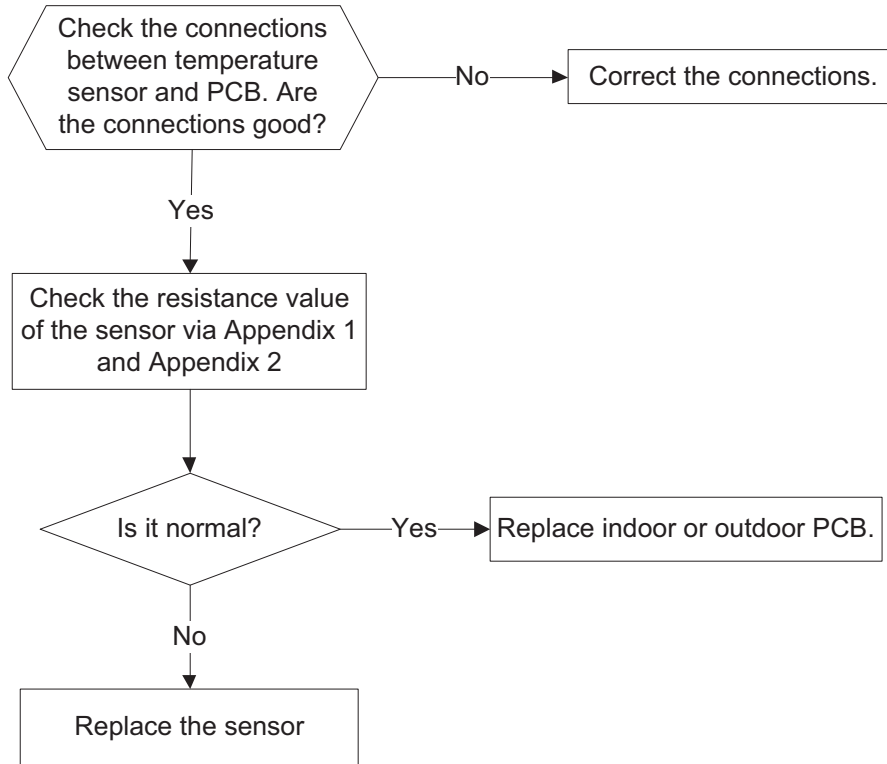 Check the connections
between temperature
sensor and PCB. Are
the connections good?
No
Correct the connections.
Yes
Check the resistance value
of the sensor via Appendix 1
and Appendix 2
Is it normal?
Yes
Replace indoor or outdoor PCB.
No
Replace the sensor